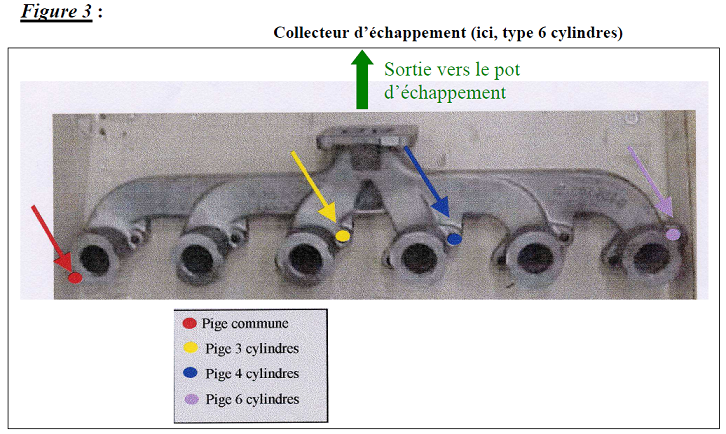 Figure 3 :
Collecteur d’échappement (ici, type 6 cylindres)
Sortie vers le pot
d’échappement
Pige commune
Pige 3 cylindres
Pige 4 cylindres
Pige 6 cylindres